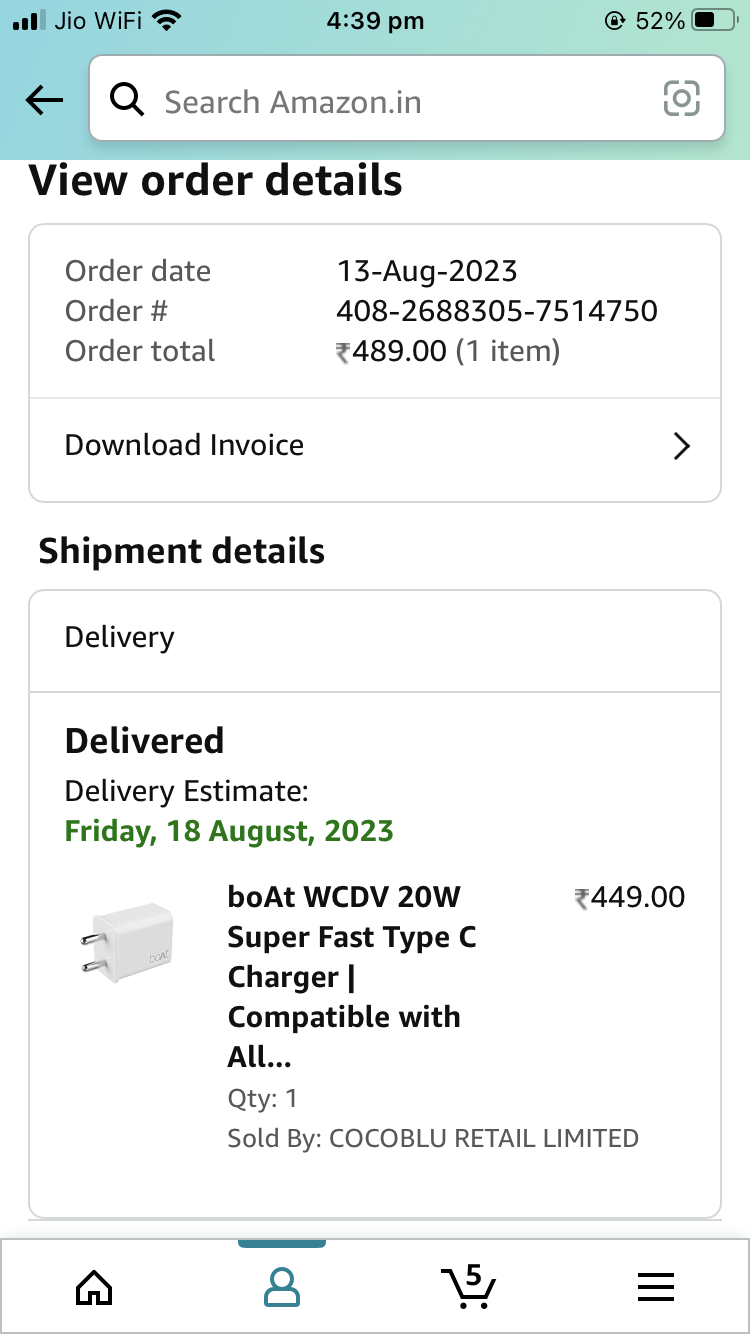 Jio WiFi 4:39 pm 52%
Search Amazon.in
View order details
Order date 13-Aug-2023
Order # 408-2688305-7514750
Order total ₹489.00 (1 item)
Download Invoice
Shipment details
Delivery
Delivered
Delivery Estimate:
Friday, 18 August, 2023
boAt WCDV 20W ₹449.00
Super Fast Type C
Charger |
Compatible with
All...
Qty: 1
Sold By: COCOBLU RETAIL LIMITED
boAt
5